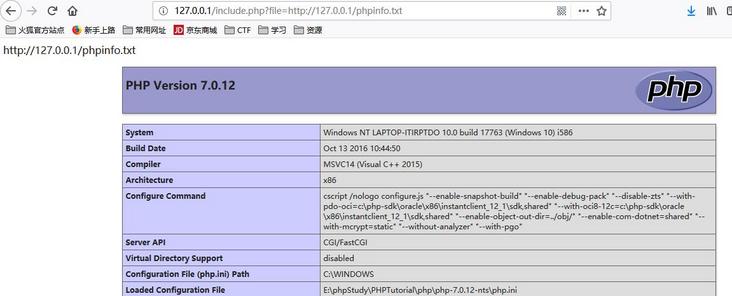 127.0.0.1/include.php?file=http://127.0.0.1/phpinfo.txt
火狐官方站点 新手上路 常用网址 JD 京东商城 CTF 学习 资源
http://127.0.0.1/phpinfo.txt
PHP Version 7.0.12
php
System Windows NT LAPTOP-ITIRPTDO 10.0 build 17763 (Windows 10) i586
Build Date Oct 13 2016 10:44:50
Compiler MSVC14 (Visual C++ 2015)
Architecture x86
Configure Command cscript /nologo configure.js "--enable-snapshot-build" "--enable-debug-pack" "--disable-zts" "--with-
pdo-oci=c:\php-sdk\oracle\x86\instantclient_12_1\sdk,shared" "--with-oci8-12c=c:\php-sdk\oracle
\x86\instantclient_12_1\sdk,shared" "--enable-object-out-dir=../obj/" "--enable-com-dotnet=shared" "--
with-mcrypt=static" "--without-analyzer" "--with-pgo"
Server API CGI/FastCGI
Virtual Directory Support disabled
Configuration File (php.ini) Path C:\WINDOWS
Loaded Configuration File E:\phpStudy\PHPTutorial\php\php-7.0.12-nts\php.ini